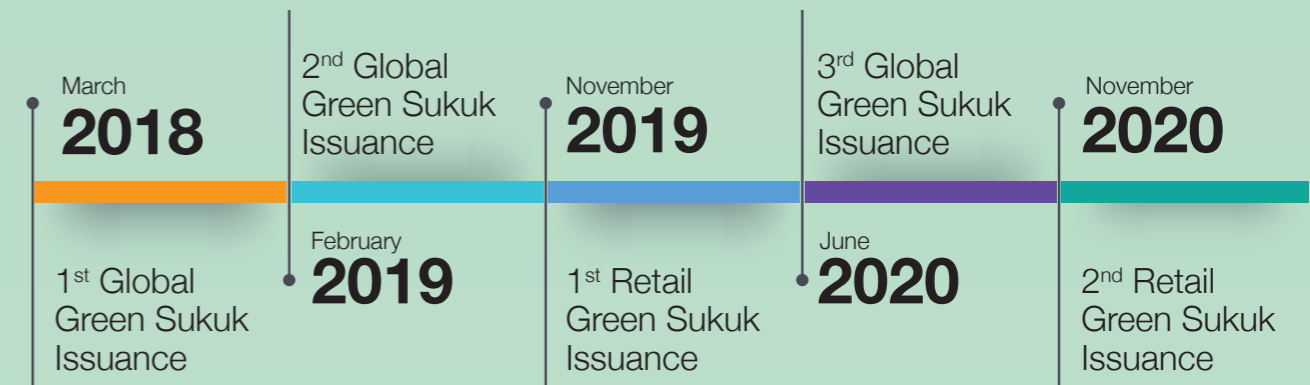 March
2018
1st Global
Green Sukuk
Issuance
2nd Global
Green Sukuk
Issuance
February
2019
November
2019
1st Retail
Green Sukuk
Issuance
3rd Global
Green Sukuk
Issuance
June
2020
November
2020
2nd Retail
Green Sukuk
Issuance